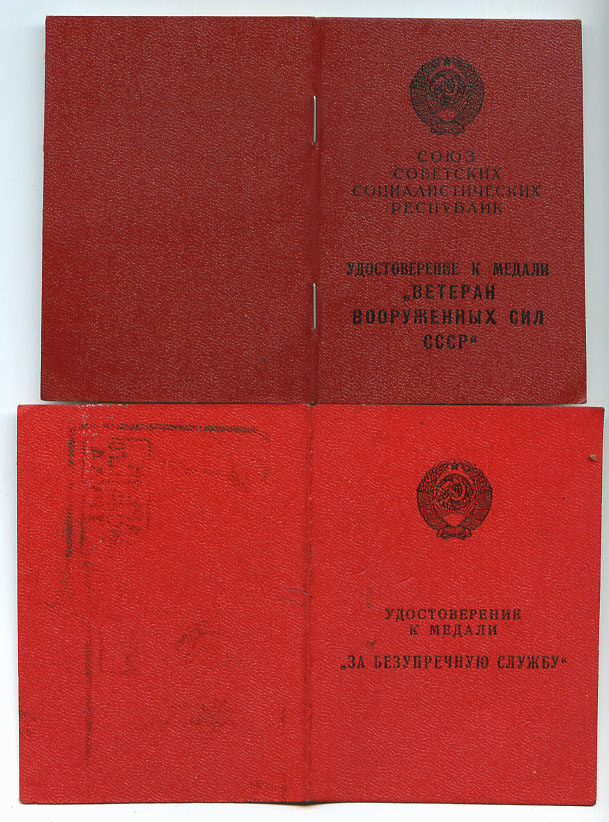 СОЮЗ
СОВЕТСКИХ
СОЦИАЛИСТИЧЕСКИХ
РЕСПУБЛИК
УДОСТОВЕРЕНИЕ К МЕДАЛИ
„ВЕТЕРАН
ВООРУЖЕННЫХ СИЛ
СССР“
УДОСТОВЕРЕНИЕ
К МЕДАЛИ
„ЗА БЕЗУПРЕЧНУЮ СЛУЖБУ“